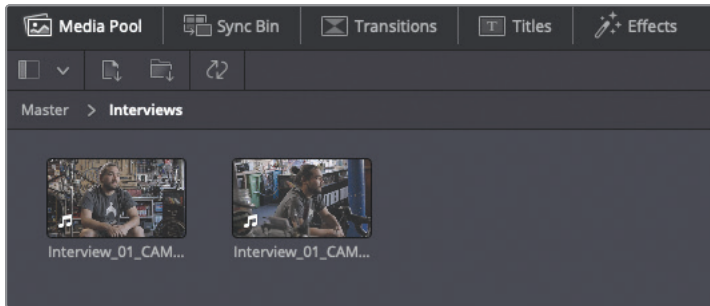 Media Pool Sync Bin Transitions T Titles Effects
Master > Interviews
Interview_01_CAM... Interview_01_CAM...